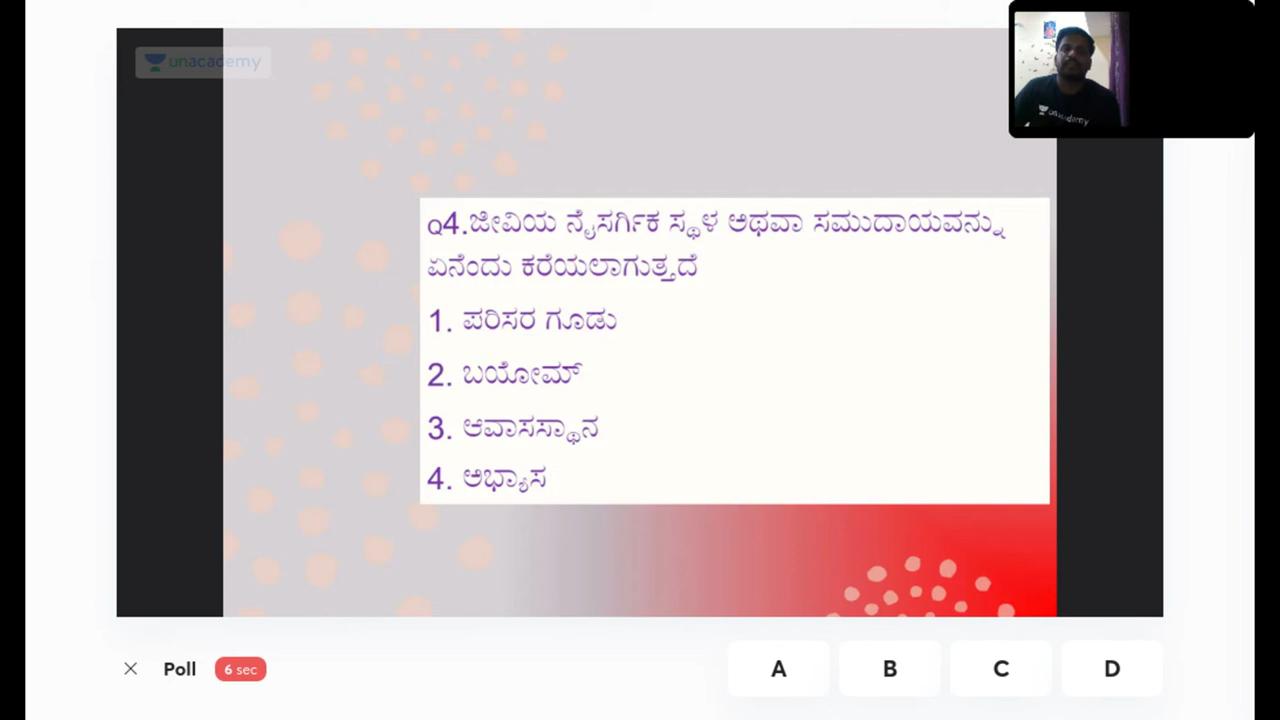 unacademy
unacademy
Q4.ಜೀವಿಯ ನೈಸರ್ಗಿಕ ಸ್ಥಳ ಅಥವಾ ಸಮುದಾಯವನ್ನು
ಏನೆಂದು ಕರೆಯಲಾಗುತ್ತದೆ
1. ಪರಿಸರ ಗೂಡು
2. ಬಯೋಮ್
3. ಆವಾಸಸ್ಥಾನ
4. ಅಭ್ಯಾಸ
Poll 6 sec A B C D